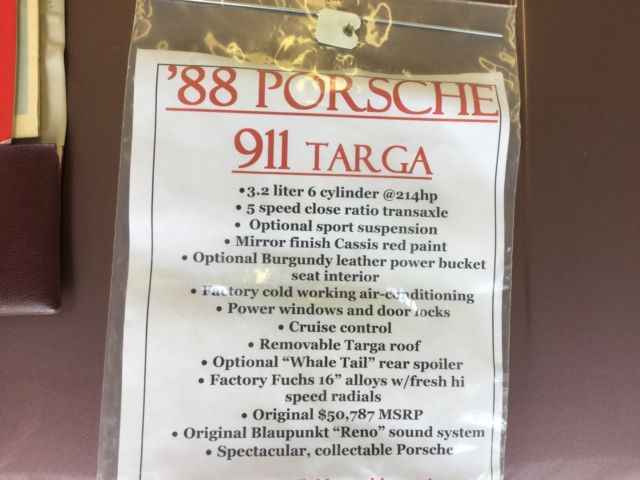 '88 PORSCHE
911 TARGA
• 3.2 liter 6 cylinder @214hp
• 5 speed close ratio transaxle
• Optional sport suspension
• Mirror finish Cassis red paint
• Optional Burgundy leather power bucket
seat interior
• Factory cold working air-conditioning
• Power windows and door locks
• Cruise control
• Removable Targa roof
• Optional “Whale Tail” rear spoiler
• Factory Fuchs 16” alloys w/fresh hi
speed radials
• Original $50,787 MSRP
• Original Blaupunkt “Reno” sound system
• Spectacular, collectable Porsche